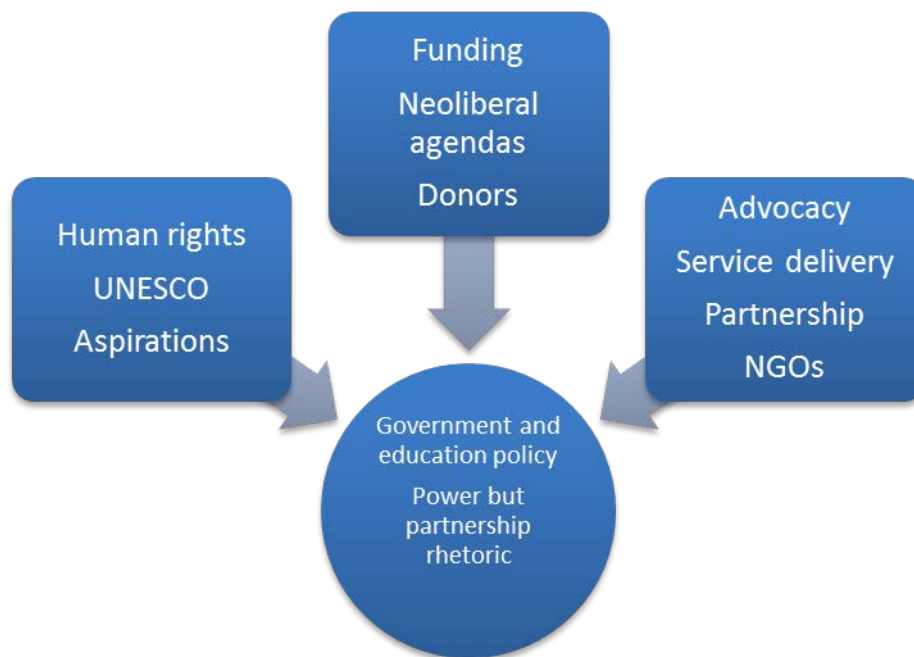 Funding
Neoliberal
agendas
Donors
Human rights
UNESCO
Aspirations
Advocacy
Service delivery
Partnership
NGOs
Government and
education policy
Power but
partnership
rhetoric